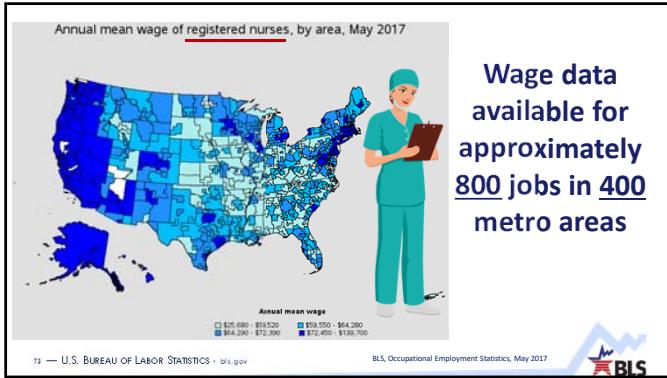 Annual mean wage of registered nurses, by area, May 2017
Wage data
available for
approximately
800 jobs in 400
metro areas
Annual mean wage
$25,680 - $59,520
$59,550 - $64,280
$64,290 - $72,390
$72,450 - $139,700
73 — U.S. BUREAU OF LABOR STATISTICS • bls.gov
BLS, Occupational Employment Statistics, May 2017
BLS